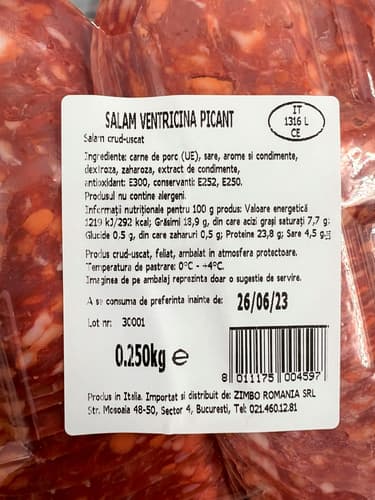 SALAM VENTRICINA PICANT
IT
1316 L
CE
Salam crud-uscat
Ingrediente: carne de porc (UE), sare, arome si condimente,
dextroza, zaharoza, extract de condimente,
antioxidant: E300, conservanti: E252, E250.
Produsul nu contine alergeni.
Informatii nutritionale pentru 100 g produs: Valoare energetică
1219 kJ/292 kcal; Grăsimi 18,9 g, din care acizi grași saturați 7,7 g;
Glucide 0,5 g, din care zaharuri 0,5 g; Proteine 23,8 g; Sare 4,5 g
Produs crud-uscat, feliat, ambalat in atmosfera protectoare.
Temperatura de pastrare: 0°C - +4°C.
Imaginea de pe ambalaj reprezinta doar o sugestie de servire.
A se consuma de preferinta inainte de: 26/06/23
Lot nr: 30001
0.250kg e
8 011175 004597
Produs in Italia. Importat si distribuit de: ZIMBO ROMANIA SRL
Str. Mosoaia 48-50, Sector 4, Bucuresti, Tel: 021.460.12.81